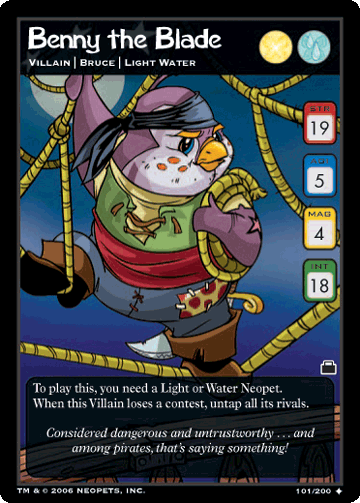 Benny the Blade
Villain | Bruce | Light Water
STR
19
AGI
5
MAG
4
INT
18
To play this, you need a Light or Water Neopet.
When this Villain loses a contest, untap all its rivals.
Considered dangerous and untrustworthy . . . and
among pirates, that's saying something!
TM & © 2006 NEOPETS, INC.
101/200